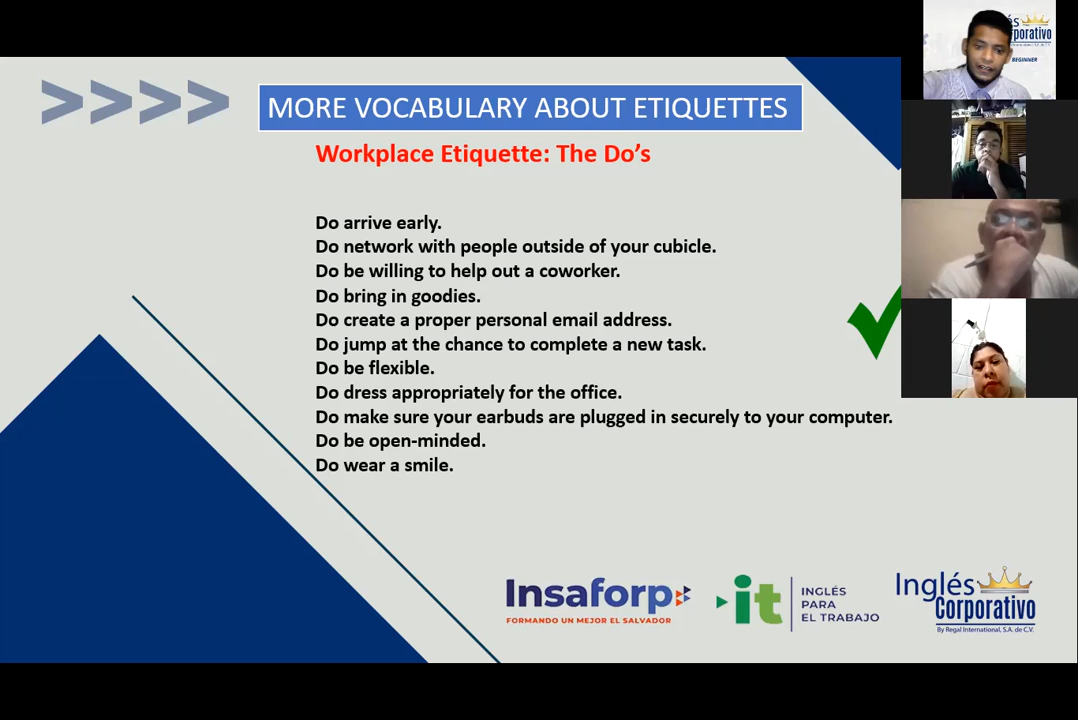 >>>>
MORE VOCABULARY ABOUT ETIQUETTES
Workplace Etiquette: The Do's
Do arrive early.
Do network with people outside of your cubicle.
Do be willing to help out a coworker.
Do bring in goodies.
Do create a proper personal email address.
Do jump at the chance to complete a new task.
Do be flexible.
Do dress appropriately for the office.
Do make sure your earbuds are plugged in securely to your computer.
Do be open-minded.
Do wear a smile.
Insaforp
FORMANDO UN MEJOR EL SALVADOR
it
INGLÉS
PARA
EL TRABAJO
Inglés
Corporativo
By Regal International, S.A. de C.V.
BEGINNER